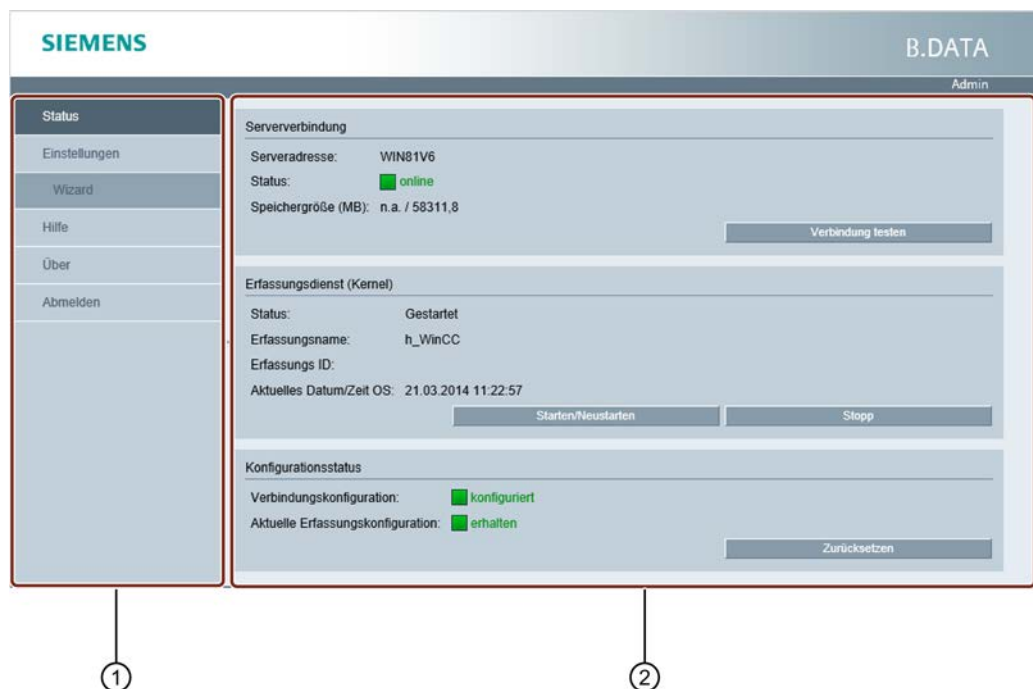 SIEMENS
B.DATA
Admin
Status
Einstellungen
Wizard
Hilfe
Über
Abmelden
Serververbindung
Serveradresse: WIN81V6
Status: online
Speichergröße (MB): n.a. / 58311,8
Verbindung testen
Erfassungsdienst (Kernel)
Status: Gestartet
Erfassungsname: h_WinCC
Erfassungs ID:
Aktuelles Datum/Zeit OS: 21.03.2014 11:22:57
Starten/Neustarten Stopp
Konfigurationsstatus
Verbindungskonfiguration: konfiguriert
Aktuelle Erfassungskonfiguration: erhalten
Zurücksetzen
1 2